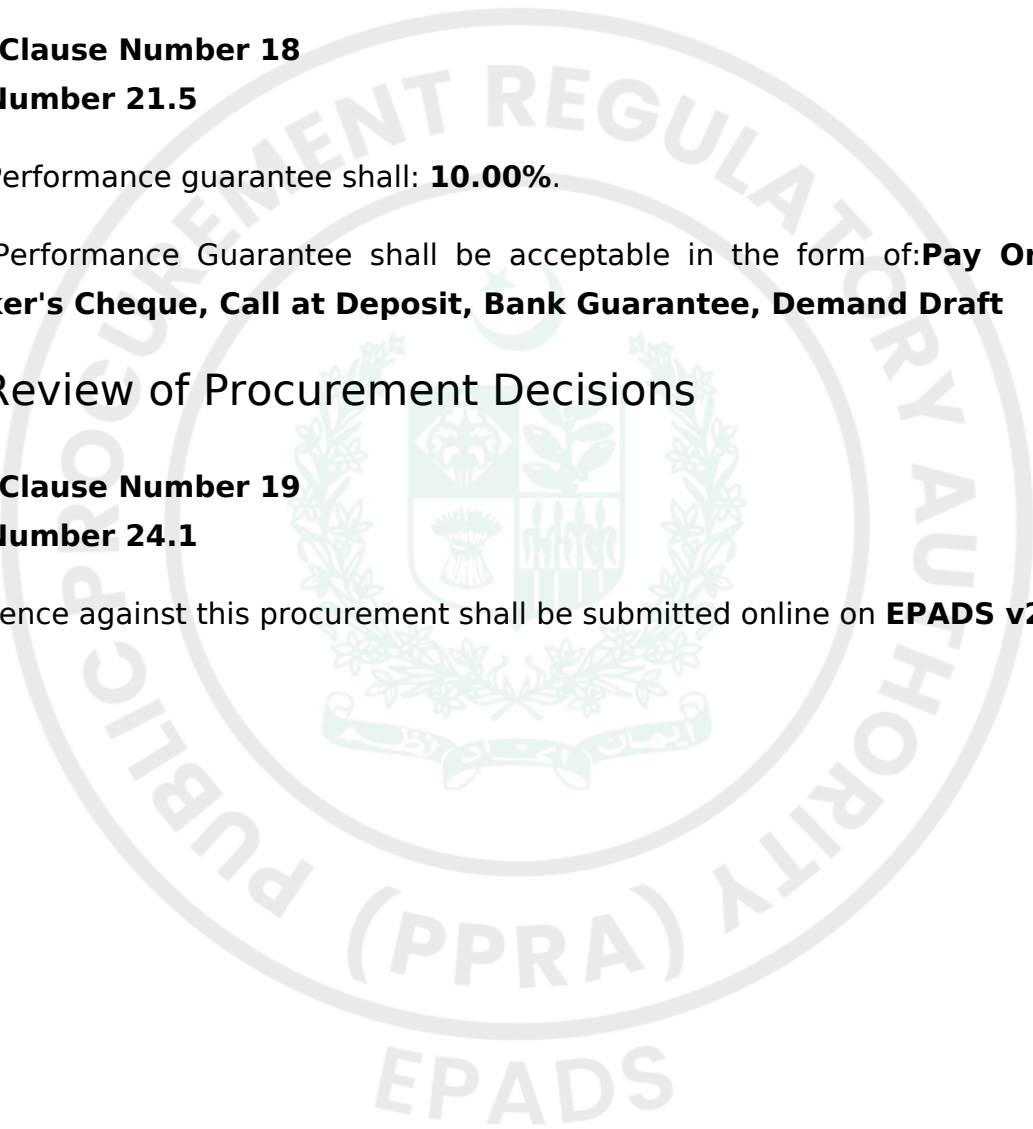 Clause Number 18
Number 21.5
Performance guarantee shall: 10.00%.
Performance Guarantee shall be acceptable in the form of:Pay Or
ker's Cheque, Call at Deposit, Bank Guarantee, Demand Draft
Review of Procurement Decisions
Clause Number 19
Number 24.1
ence against this procurement shall be submitted online on EPADS v2
PUBLIC PROCUREMENT REGULATORY AUTHORITY
(PPRA)
EPADS